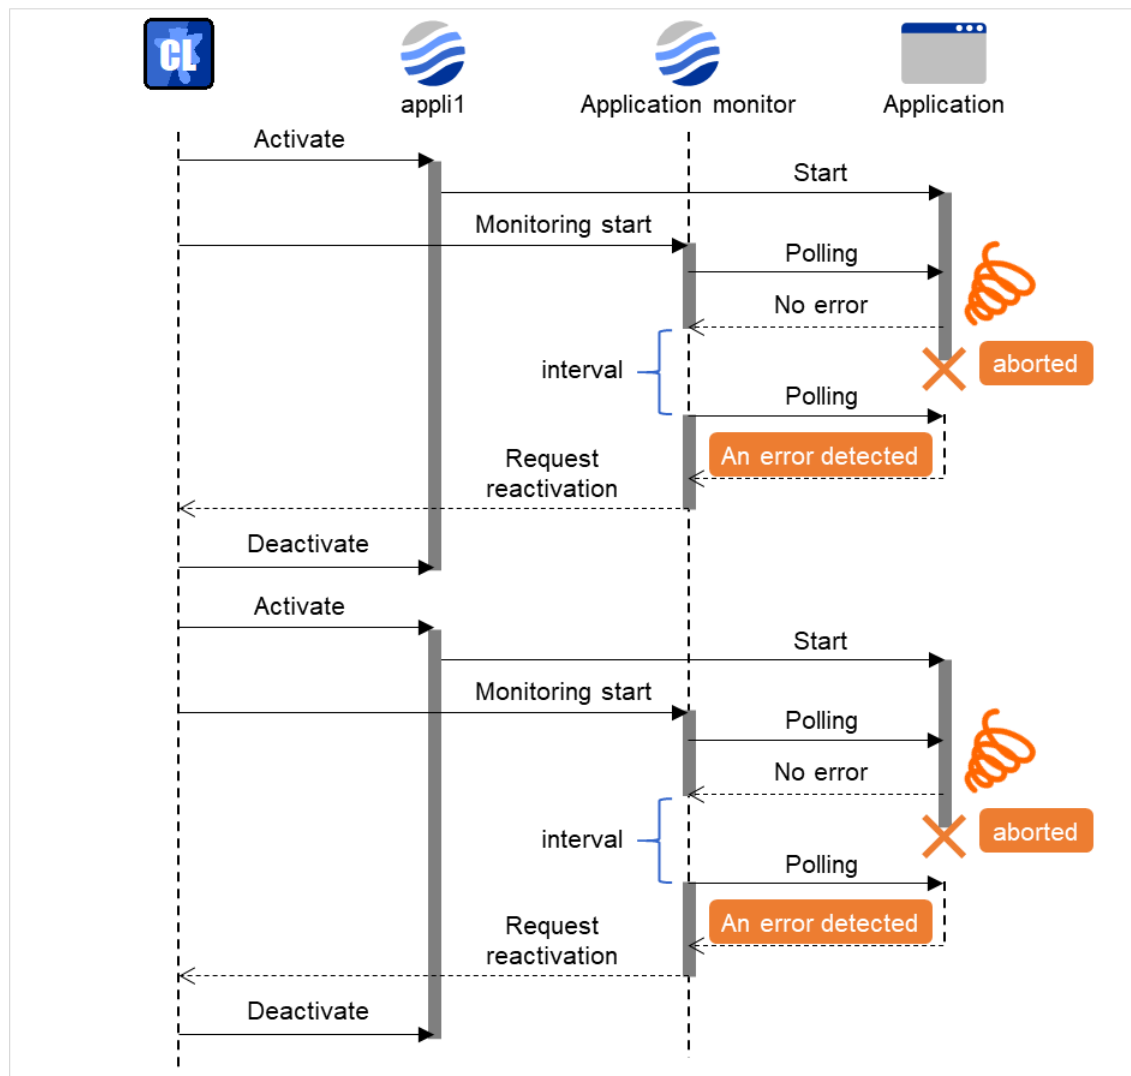 CL
appli1
Application monitor
Application
Activate
Start
Monitoring start
Polling
No error
aborted
interval
Polling
An error detected
Request
reactivation
Deactivate
Activate
Start
Monitoring start
Polling
No error
aborted
interval
Polling
An error detected
Request
reactivation
Deactivate